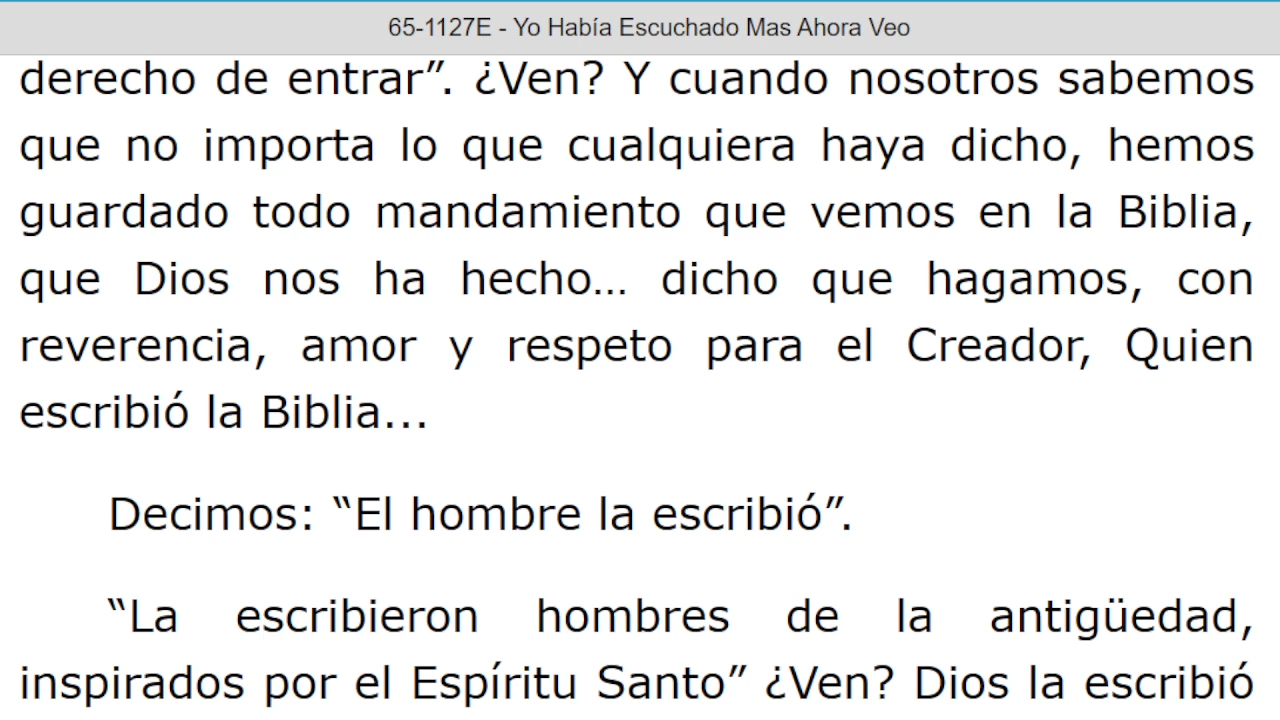 65-1127E - Yo Había Escuchado Mas Ahora Veo
derecho de entrar”. ¿Ven? Y cuando nosotros sabemos
que no importa lo que cualquiera haya dicho, hemos
guardado todo mandamiento que vemos en la Biblia,
que Dios nos ha hecho... dicho que hagamos, con
reverencia, amor y respeto para el Creador, Quien
escribió la Biblia...
Decimos: “El hombre la escribió”.
“La escribieron hombres de la antigüedad,
inspirados por el Espíritu Santo” ¿Ven? Dios la escribió